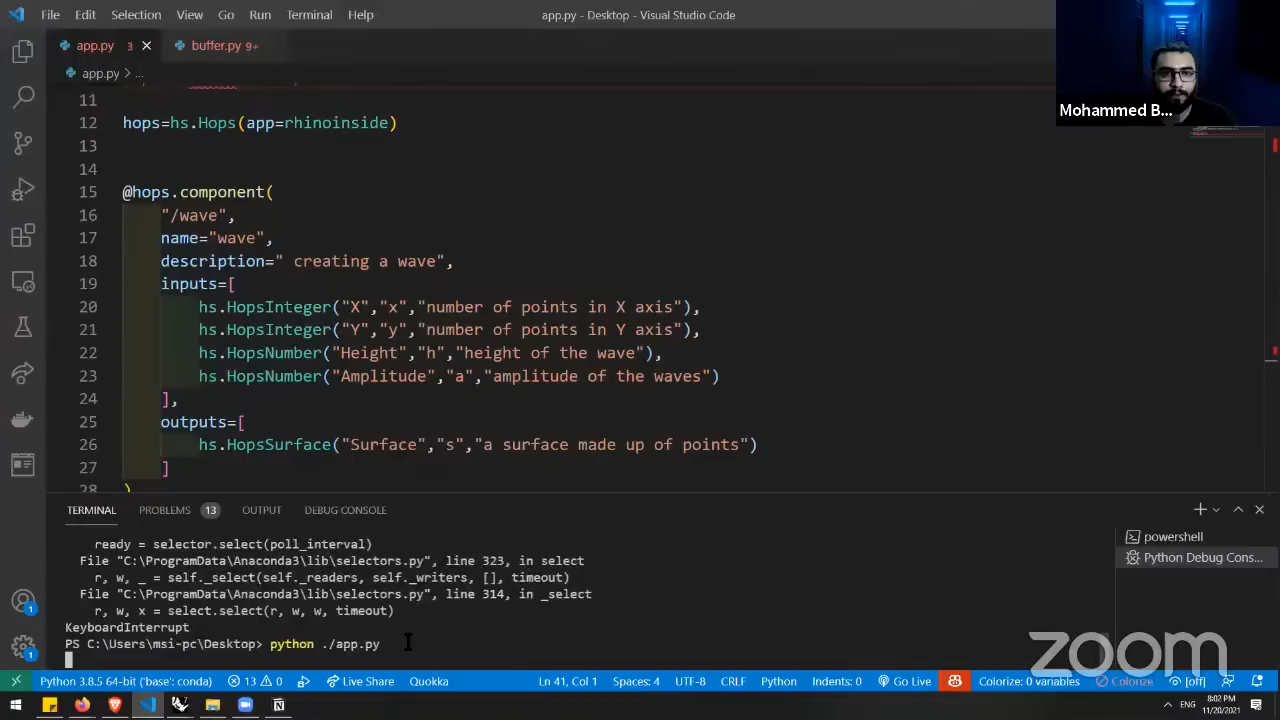 File Edit Selection View Go Run Terminal Help
app.py - Desktop - Visual Studio Code
app.py 3
buffer.py 9+
app.py > ...
Mohammed B...
11
12 hops=hs.Hops(app=rhinoinside)
13
14
15 @hops.component(
16 "/wave",
17 name="wave",
18 description=" creating a wave",
19 inputs=[
20 hs.HopsInteger("X","x","number of points in X axis"),
21 hs.HopsInteger("Y","y","number of points in Y axis"),
22 hs.HopsNumber("Height","h","height of the wave"),
23 hs.HopsNumber("Amplitude","a","amplitude of the waves")
24 ],
25 outputs=[
26 hs.HopsSurface("Surface","s","a surface made up of points")
27 ]
28 )
TERMINAL PROBLEMS 13 OUTPUT DEBUG CONSOLE
ready = selector.select(poll_interval)
File "C:\ProgramData\Anaconda3\lib\selectors.py", line 323, in select
r, w, _ = self._select(self._readers, self._writers, [], timeout)
File "C:\ProgramData\Anaconda3\lib\selectors.py", line 314, in _select
r, w, x = select.select(r, w, w, timeout)
KeyboardInterrupt
PS C:\Users\msi-pc\Desktop> python ./app.py
powershell
Python Debug Cons...
zoom
1
1
Python 3.8.5 64-bit ('base': conda) 13 0 Live Share Quokka Ln 41, Col 1 Spaces: 4 UTF-8 CRLF Python Indents: 0 Go Live Colorize: 0 variables Colorize [off]
ENG
8:02 PM
11/20/2021